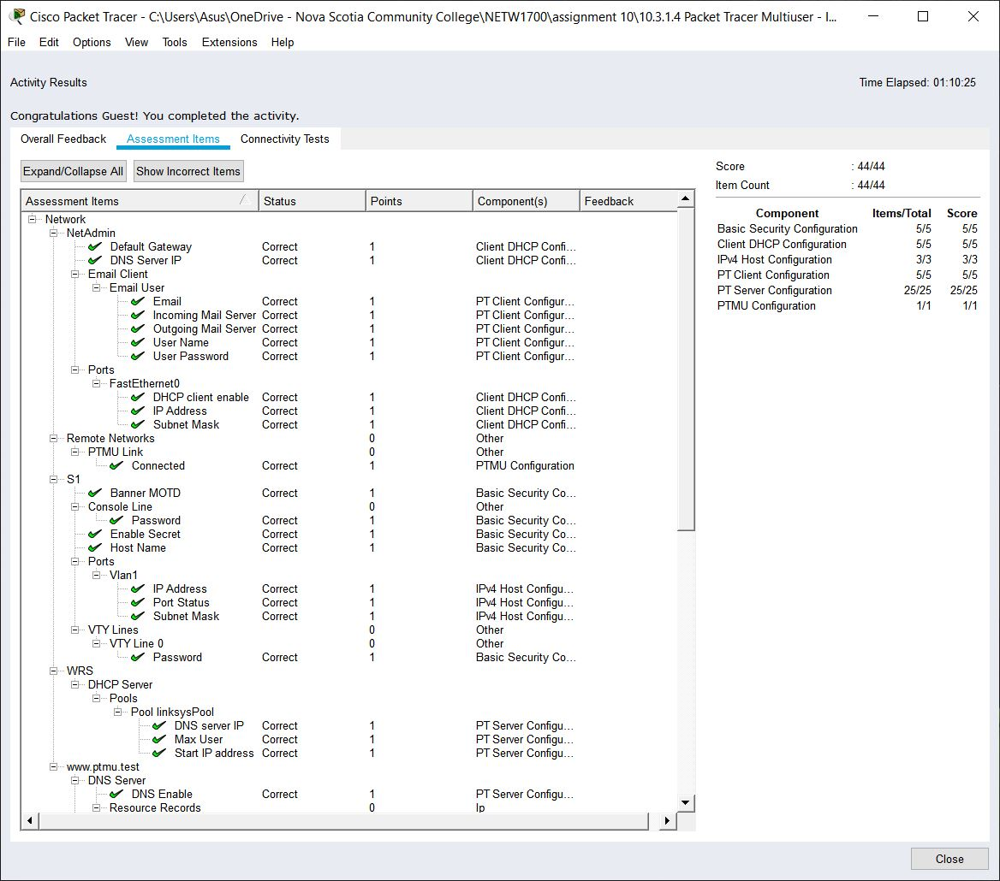 Cisco Packet Tracer - C:\Users\Asus\OneDrive - Nova Scotia Community College\NETW1700\assignment 10\10.3.1.4 Packet Tracer Multiuser - I...
File Edit Options View Tools Extensions Help
Activity Results
Time Elapsed: 01:10:25
Congratulations Guest! You completed the activity.
Overall Feedback Assessment Items Connectivity Tests
Expand/Collapse All Show Incorrect Items
Assessment Items Status Points Component(s) Feedback
Network
NetAdmin
Default Gateway Correct 1 Client DHCP Confi...
DNS Server IP Correct 1 Client DHCP Confi...
Email Client
Email User
Email Correct 1 PT Client Configur...
Incoming Mail Server Correct 1 PT Client Configur...
Outgoing Mail Server Correct 1 PT Client Configur...
User Name Correct 1 PT Client Configur...
User Password Correct 1 PT Client Configur...
Ports
FastEthernet0
DHCP client enable Correct 1 Client DHCP Confi...
IP Address Correct 1 Client DHCP Confi...
Subnet Mask Correct 1 Client DHCP Confi...
Remote Networks 0 Other
PTMU Link 0 Other
Connected Correct 1 PTMU Configuration
S1
Banner MOTD Correct 1 Basic Security Co...
Console Line 0 Other
Password Correct 1 Basic Security Co...
Enable Secret Correct 1 Basic Security Co...
Host Name Correct 1 Basic Security Co...
Ports
Vlan1
IP Address Correct 1 IPv4 Host Configu...
Port Status Correct 1 IPv4 Host Configu...
Subnet Mask Correct 1 IPv4 Host Configu...
VTY Lines 0 Other
VTY Line 0 0 Other
Password Correct 1 Basic Security Co...
WRS
DHCP Server
Pools
Pool linksysPool
DNS server IP Correct 1 PT Server Configu...
Max User Correct 1 PT Server Configu...
Start IP address Correct 1 PT Server Configu...
www.ptmu.test
DNS Server
DNS Enable Correct 1 PT Server Configu...
Resource Records 0 Ip
Score : 44/44
Item Count : 44/44
Component Items/Total Score
Basic Security Configuration 5/5 5/5
Client DHCP Configuration 5/5 5/5
IPv4 Host Configuration 3/3 3/3
PT Client Configuration 5/5 5/5
PT Server Configuration 25/25 25/25
PTMU Configuration 1/1 1/1
Close